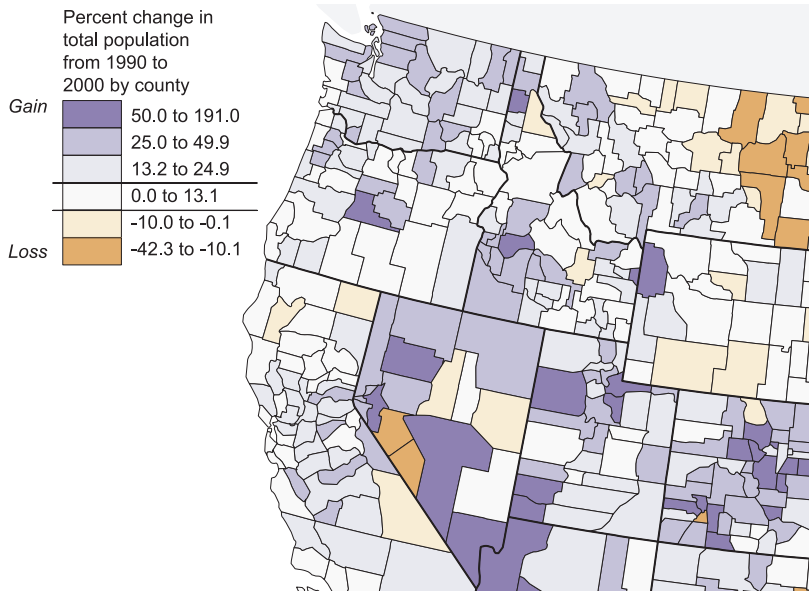 Percent change in
total population
from 1990 to
2000 by county
Gain
50.0 to 191.0
25.0 to 49.9
13.2 to 24.9
0.0 to 13.1
-10.0 to -0.1
Loss
-42.3 to -10.1